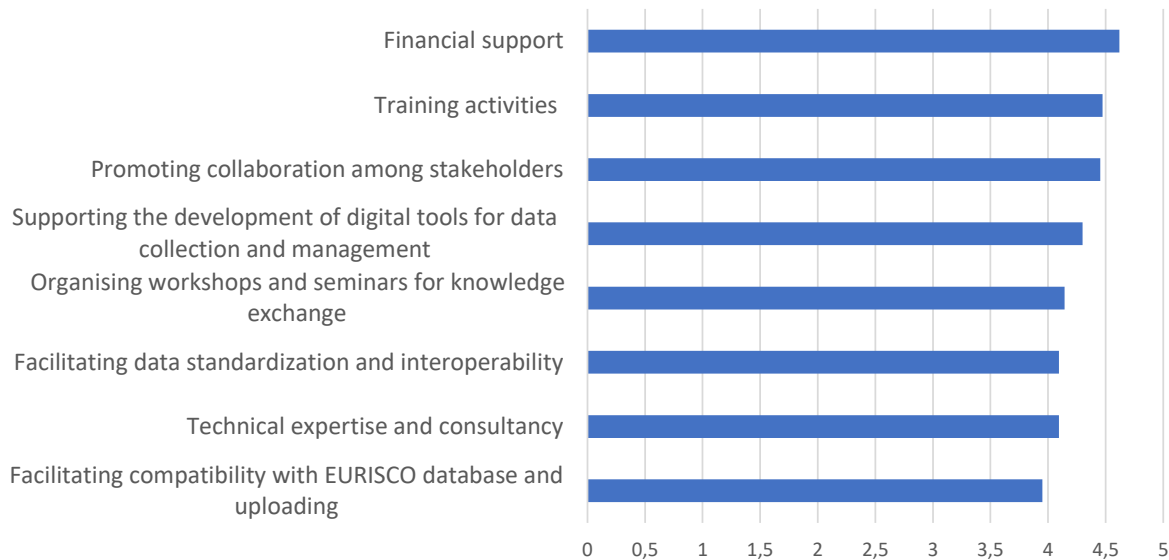 Financial support
Training activities
Promoting collaboration among stakeholders
Supporting the development of digital tools for data
collection and management
Organising workshops and seminars for knowledge
exchange
Facilitating data standardization and interoperability
Technical expertise and consultancy
Facilitating compatibility with EURISCO database and
uploading
0 0,5 1 1,5 2 2,5 3 3,5 4 4,5 5